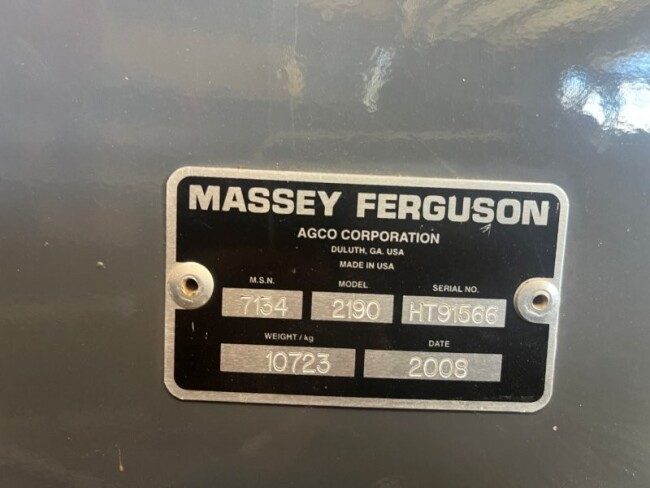 MASSEY FERGUSON
AGCO CORPORATION
DULUTH, GA. USA
MADE IN USA
M.S.N. MODEL SERIAL NO.
7134 2190 HT91566
WEIGHT / kg DATE
10723 2008